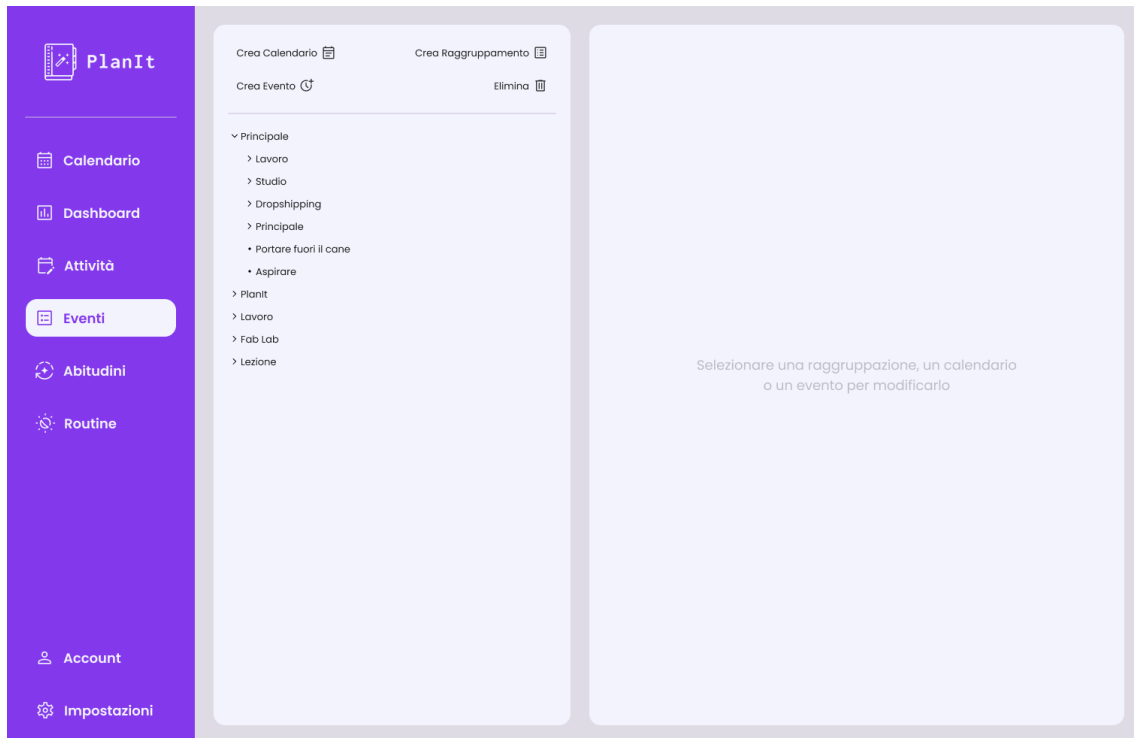 PlanIt
Calendario
Dashboard
Attività
Eventi
Abitudini
Routine
Account
Impostazioni
Crea Calendario
Crea Raggruppamento
Crea Evento
Elimina
Principale
Lavoro
Studio
Dropshipping
Principale
• Portare fuori il cane
• Aspirare
PlanIt
Lavoro
Fab Lab
Lezione
Selezionare una raggruppazione, un calendario
o un evento per modificarlo